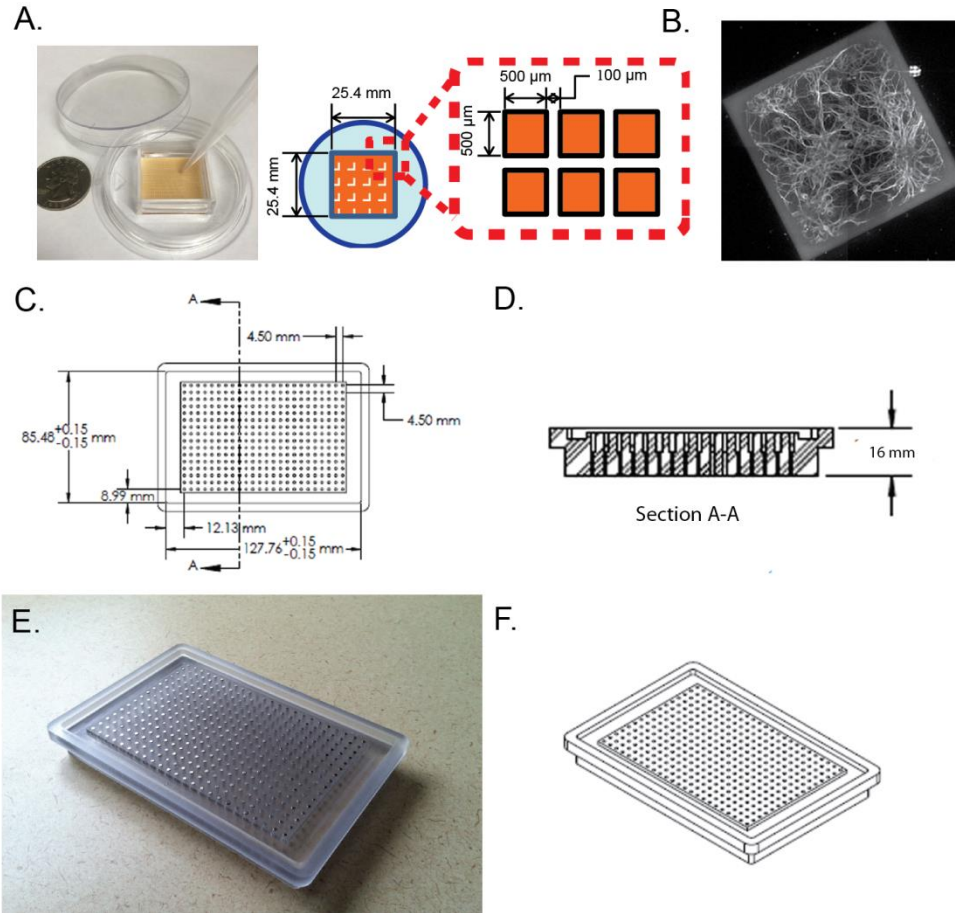 A.
25.4 mm
25.4 mm
500 µm
100 µm
500 µm
B.
C.
A
4.50 mm
4.50 mm
85.48 +0.15 -0.15 mm
8.99 mm
12.13 mm
127.76 +0.15 -0.15 mm
A
D.
16 mm
Section A-A
E.
F.